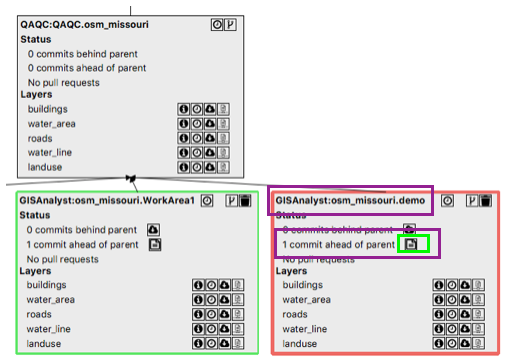 QAQC:QAQC.osm_missouri
Status
0 commits behind parent
0 commits ahead of parent
No pull requests
Layers
buildings
water_area
roads
water_line
landuse
GISAnalyst:osm_missouri.WorkArea1
Status
0 commits behind parent
1 commit ahead of parent
No pull requests
Layers
buildings
water_area
roads
water_line
landuse
GISAnalyst:osm_missouri.demo
Status
0 commits behind parent
1 commit ahead of parent
No pull requests
Layers
buildings
water_area
roads
water_line
landuse